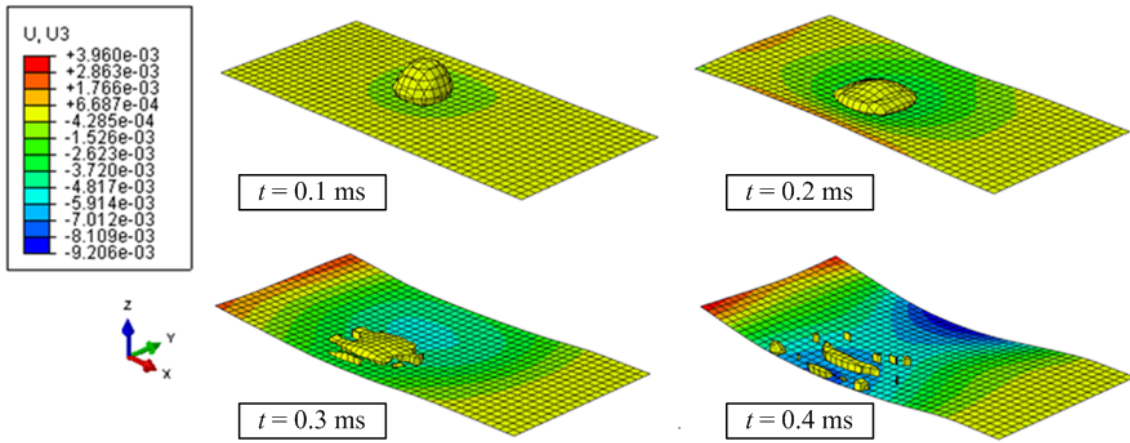 U, U3
+3.960e-03
+2.863e-03
+1.766e-03
+6.687e-04
-4.285e-04
-1.526e-03
-2.623e-03
-3.720e-03
-4.817e-03
-5.914e-03
-7.012e-03
-8.109e-03
-9.206e-03
t = 0.1 ms
t = 0.2 ms
Z
Y
X
t = 0.3 ms
t = 0.4 ms